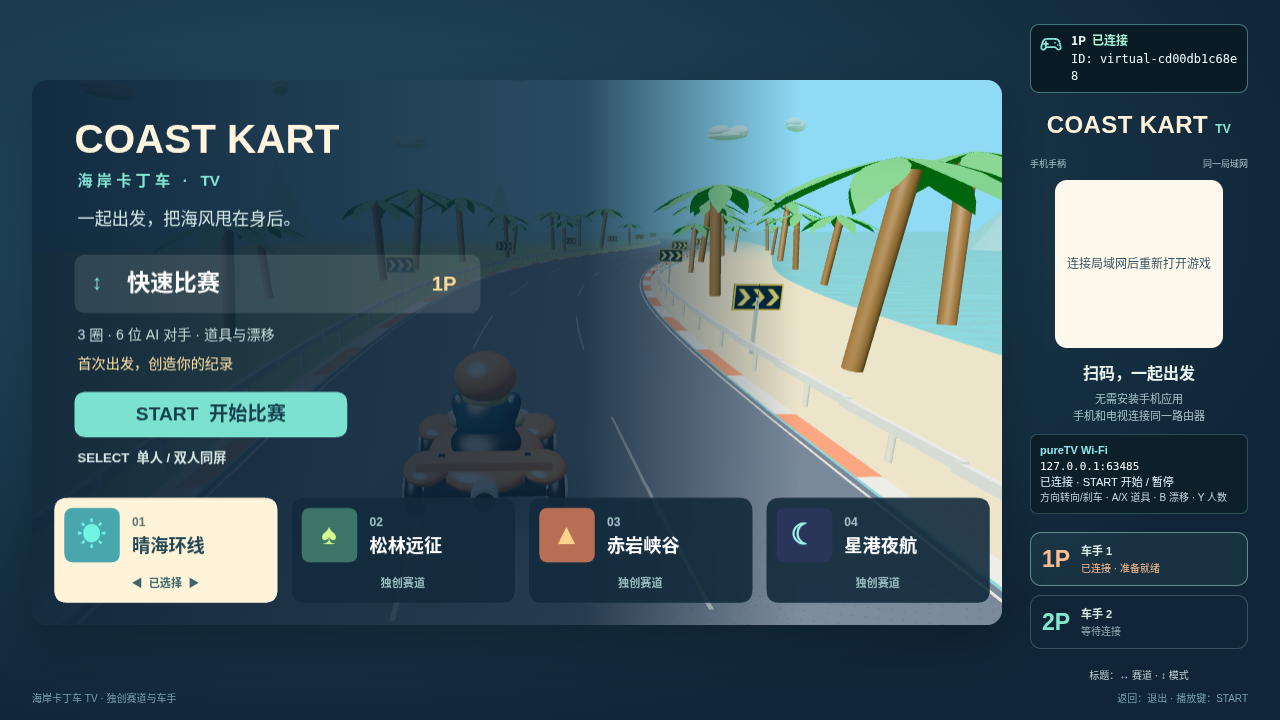 COAST KART
海岸卡丁车 · TV
一起出发，把海风甩在身后。
↕ 快速比赛 1P
3 圈 · 6 位 AI 对手 · 道具与漂移
首次出发，创造你的纪录
START 开始比赛
SELECT 单人 / 双人同屏
01
晴海环线
◀ 已选择 ▶
02
松林远征
独创赛道
03
赤岩峡谷
独创赛道
04
星港夜航
独创赛道
海岸卡丁车 TV · 独创赛道与车手
1P 已连接
ID: virtual-cd00db1c68e
8
COAST KART TV
手机手柄 同一局域网
连接局域网后重新打开游戏
扫码，一起出发
无需安装手机应用
手机和电视连接同一路由器
pureTV Wi-Fi
127.0.0.1:63485
已连接 · START 开始 / 暂停
方向转向/刹车 · A/X 道具 · B 漂移 · Y 人数
1P 车手 1
已连接 · 准备就绪
2P 车手 2
等待连接
标题：↔ 赛道 · ↕ 模式
返回：退出 · 播放键：START